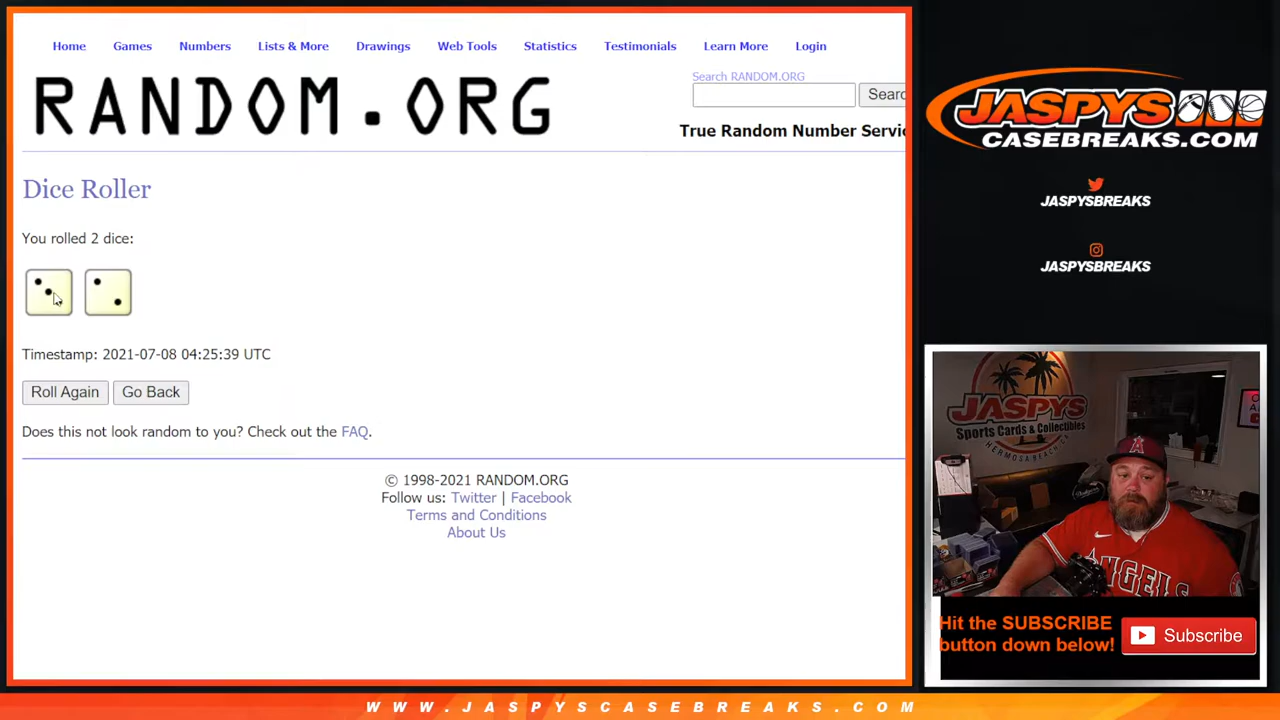 Home Games Numbers Lists & More Drawings Web Tools Statistics Testimonials Learn More Login
RANDOM.ORG
Search RANDOM.ORG
Searc
True Random Number Servic
Dice Roller
You rolled 2 dice:
Timestamp: 2021-07-08 04:25:39 UTC
Roll Again Go Back
Does this not look random to you? Check out the FAQ.
© 1998-2021 RANDOM.ORG
Follow us: Twitter | Facebook
Terms and Conditions
About Us
JASPYS
CASEBREAKS.COM
JASPYSBREAKS
JASPYSBREAKS
JASPYS
Sports Cards & Collectibles
HERMOSA BEACH, CA
ANGELS
Hit the SUBSCRIBE
button down below!
Subscribe
WWW.JASPYSCASEBREAKS.COM